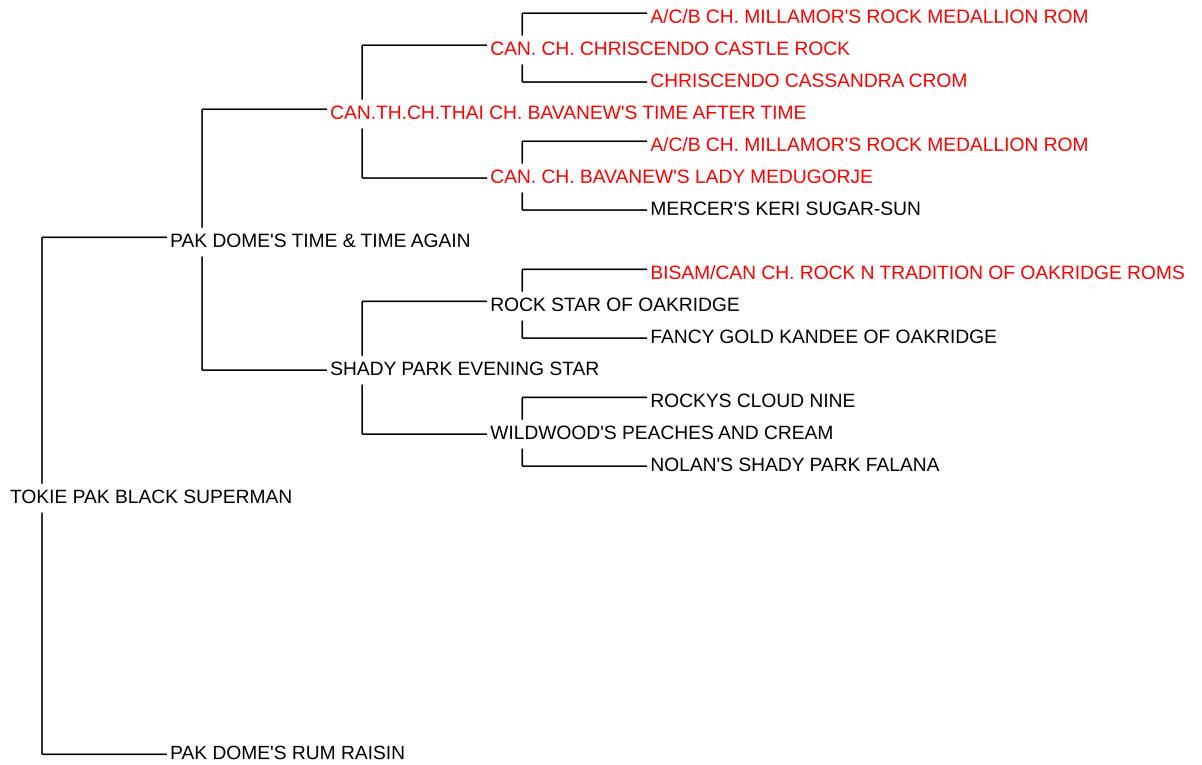 A/C/B CH. MILLAMOR'S ROCK MEDALLION ROM
CAN. CH. CHRISCENDO CASTLE ROCK
CHRISCENDO CASSANDRA CROM
CAN.TH.CH.THAI CH. BAVANEW'S TIME AFTER TIME
A/C/B CH. MILLAMOR'S ROCK MEDALLION ROM
CAN. CH. BAVANEW'S LADY MEDUGORJE
MERCER'S KERI SUGAR-SUN
PAK DOME'S TIME & TIME AGAIN
BISAM/CAN CH. ROCK N TRADITION OF OAKRIDGE ROMS
ROCK STAR OF OAKRIDGE
FANCY GOLD KANDEE OF OAKRIDGE
SHADY PARK EVENING STAR
ROCKYS CLOUD NINE
WILDWOOD'S PEACHES AND CREAM
NOLAN'S SHADY PARK FALANA
TOKIE PAK BLACK SUPERMAN
PAK DOME'S RUM RAISIN